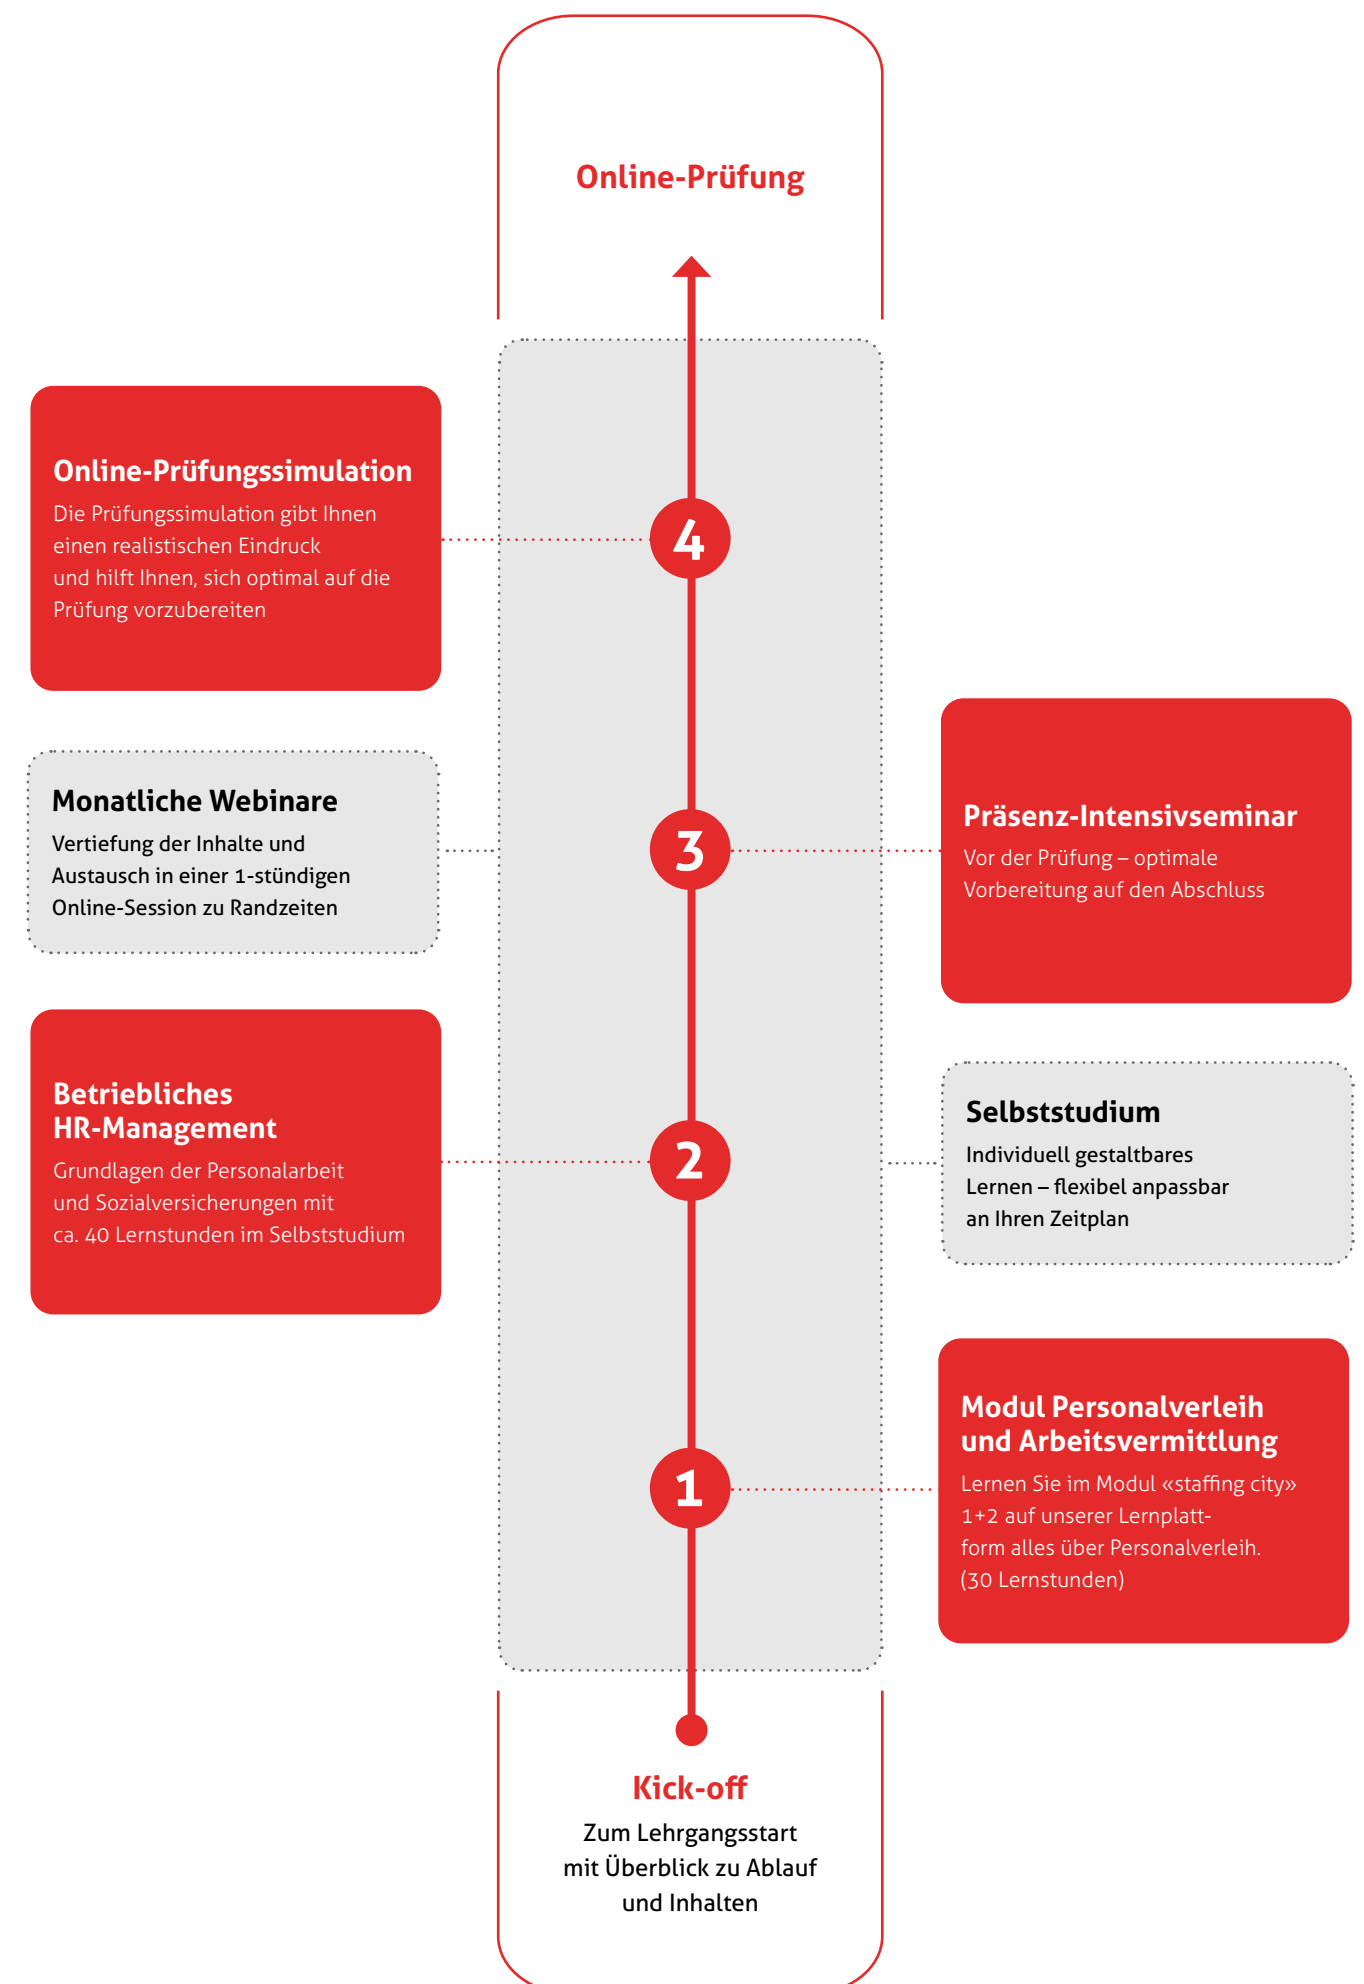 Online-Prüfung
Online-Prüfungssimulation
Die Prüfungssimulation gibt Ihnen
einen realistischen Eindruck
und hilft Ihnen, sich optimal auf die
Prüfung vorzubereiten
4
Monatliche Webinare
Vertiefung der Inhalte und
Austausch in einer 1-stündigen
Online-Session zu Randzeiten
3
Präsenz-Intensivseminar
Vor der Prüfung – optimale
Vorbereitung auf den Abschluss
Betriebliches
HR-Management
Grundlagen der Personalarbeit
und Sozialversicherungen mit
ca. 40 Lernstunden im Selbststudium
2
Selbststudium
Individuell gestaltbares
Lernen – flexibel anpassbar
an Ihren Zeitplan
1
Modul Personalverleih
und Arbeitsvermittlung
Lernen Sie im Modul «staffing city»
1+2 auf unserer Lernplatt-
form alles über Personalverleih.
(30 Lernstunden)
Kick-off
Zum Lehrgangsstart
mit Überblick zu Ablauf
und Inhalten